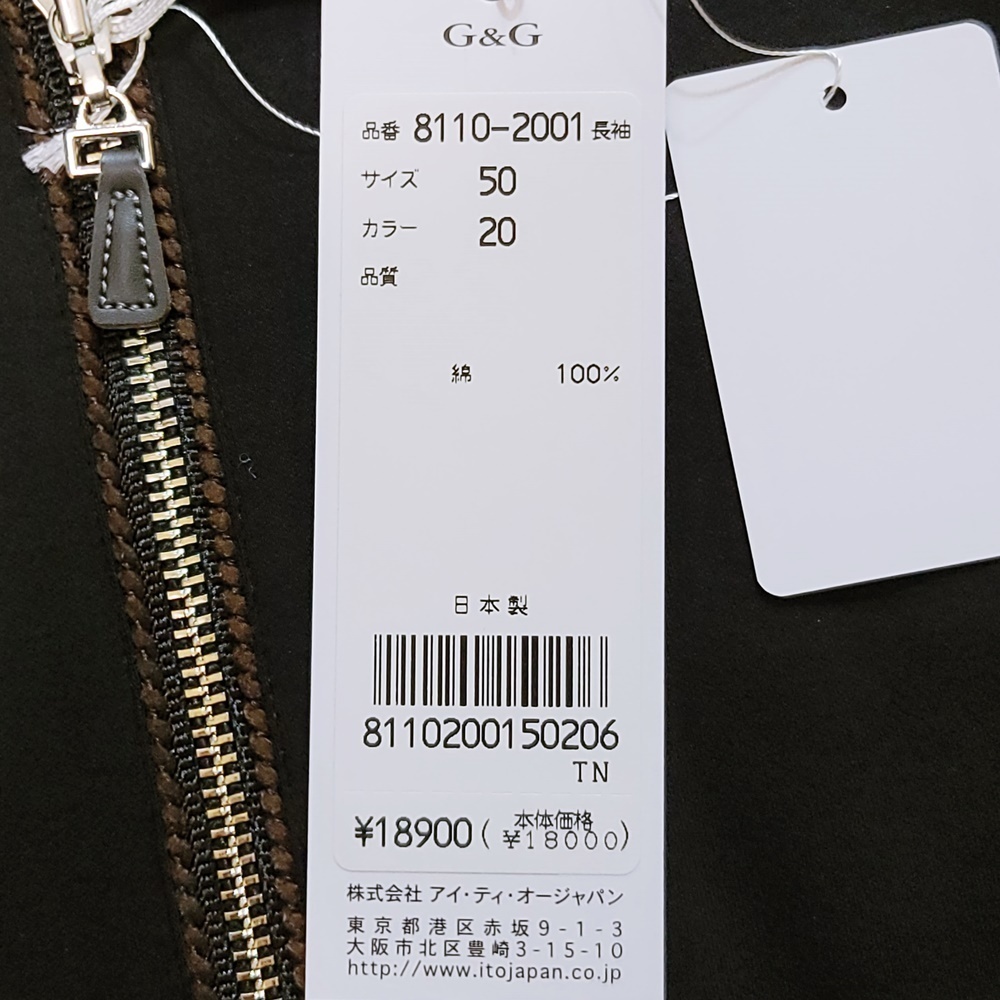 G&G
品番 8110-2001 長袖
サイズ 50
カラー 20
品質
綿 100%
日本製
8110200150206
TN
¥18900(本体価格 ¥18000)
株式会社 アイ・ティ・オージャパン
東京都港区赤坂9-1-3
大阪市北区豊崎3-15-10
http://www.itojapan.co.jp